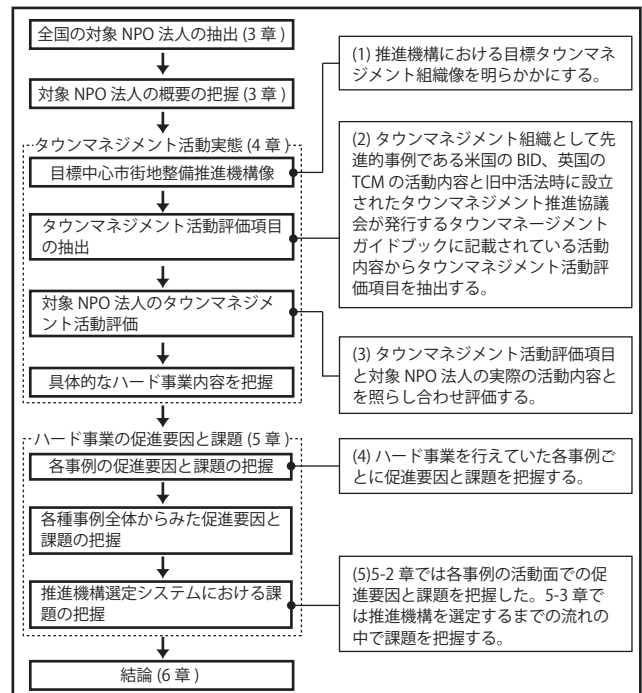 全国の対象 NPO 法人の抽出 (3 章 )
対象 NPO 法人の概要の把握 (3 章 )
タウンマネジメント活動実態 (4 章 )
目標中心市街地整備推進機構像
タウンマネジメント活動評価項目
の抽出
対象 NPO 法人のタウンマネジメ
ント活動評価
具体的なハード事業内容を把握
ハード事業の促進要因と課題 (5 章 )
各事例の促進要因と課題の把握
各種事例全体からみた促進要因と
課題の把握
推進機構選定システムにおける課
題の把握
結論 (6 章 )
(1) 推進機構における目標タウンマネ
ジメント組織像を明らかかにする。
(2) タウンマネジメント組織として先
進的事例である米国の BID、英国の
TCM の活動内容と旧中活法時に設立
されたタウンマネジメント推進協議
会が発行するタウンマネージメント
ガイドブックに記載されている活動
内容からタウンマネジメント活動評
価項目を抽出する。
(3) タウンマネジメント活動評価項目
と対象 NPO 法人の実際の活動内容と
を照らし合わせ評価する。
(4) ハード事業を行えていた各事例ご
とに促進要因と課題を把握する。
(5)5-2 章では各事例の活動面での促
進要因と課題を把握した。5-3 章で
は推進機構を選定するまでの流れの
中で課題を把握する。